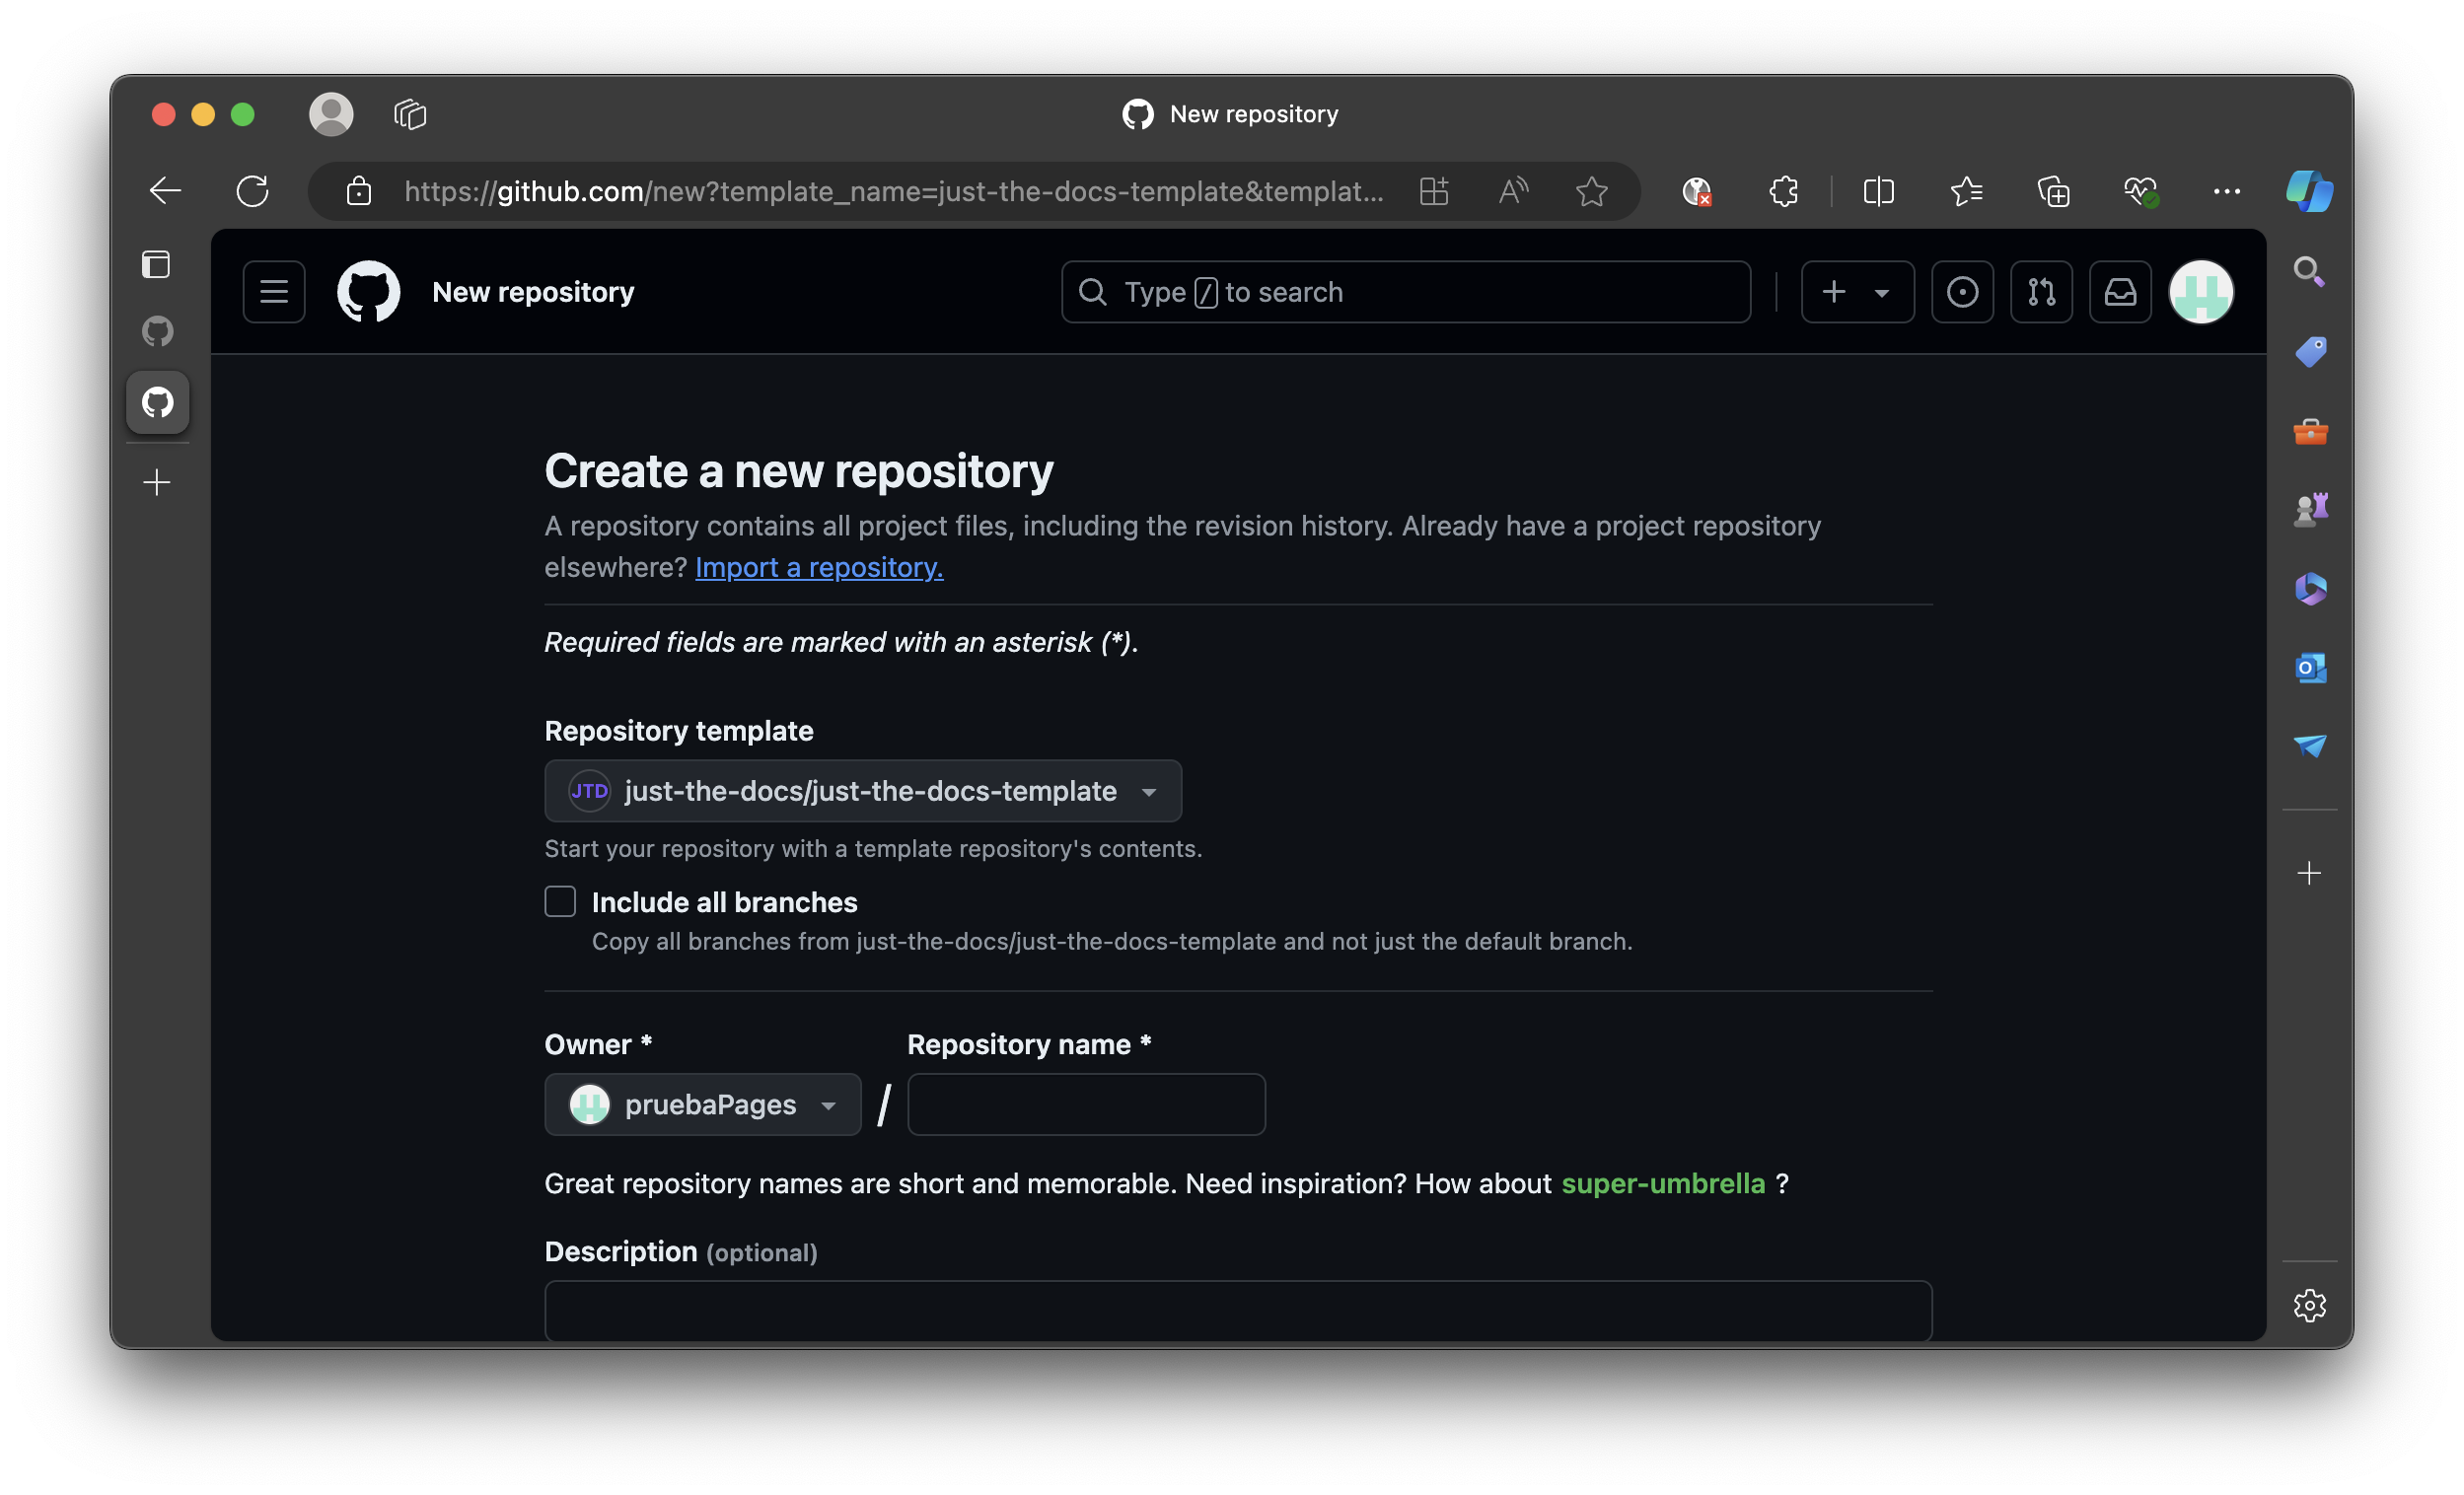 New repository
https://github.com/new?template_name=just-the-docs-template&templat...
New repository
Type / to search
Create a new repository
A repository contains all project files, including the revision history. Already have a project repository
elsewhere? Import a repository.
Required fields are marked with an asterisk (*).
Repository template
JTD just-the-docs/just-the-docs-template
Start your repository with a template repository's contents.
Include all branches
Copy all branches from just-the-docs/just-the-docs-template and not just the default branch.
Owner * Repository name *
pruebaPages /
Great repository names are short and memorable. Need inspiration? How about super-umbrella ?
Description (optional)